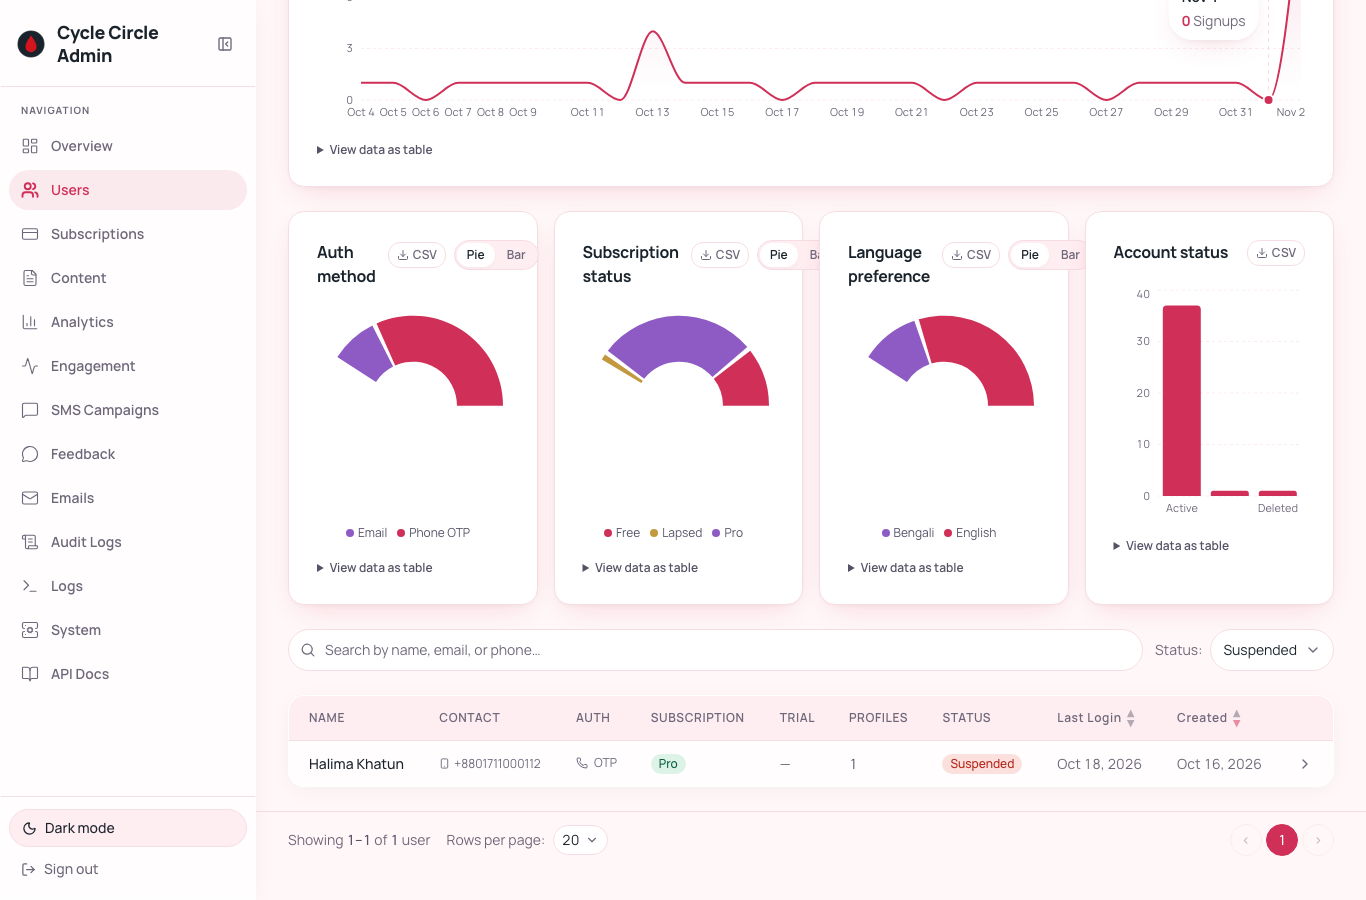 Cycle Circle
Admin
NAVIGATION
Overview
Users
Subscriptions
Content
Analytics
Engagement
SMS Campaigns
Feedback
Emails
Audit Logs
Logs
System
API Docs
Dark mode
Sign out
0 Signups
3
0
Oct 4 Oct 5 Oct 6 Oct 7 Oct 8 Oct 9 Oct 11 Oct 13 Oct 15 Oct 17 Oct 19 Oct 21 Oct 23 Oct 25 Oct 27 Oct 29 Oct 31 Nov 2
View data as table
Auth
method
CSV
Pie Bar
Email Phone OTP
View data as table
Subscription
status
CSV
Pie
Free Lapsed Pro
View data as table
Language
preference
CSV
Pie Bar
Bengali English
View data as table
Account status
CSV
40
30
20
10
0
Active Deleted
View data as table
Search by name, email, or phone...
Status: Suspended
NAME CONTACT AUTH SUBSCRIPTION TRIAL PROFILES STATUS Last Login Created
Halima Khatun +8801711000112 OTP Pro — 1 Suspended Oct 18, 2026 Oct 16, 2026
Showing 1–1 of 1 user Rows per page: 20
1